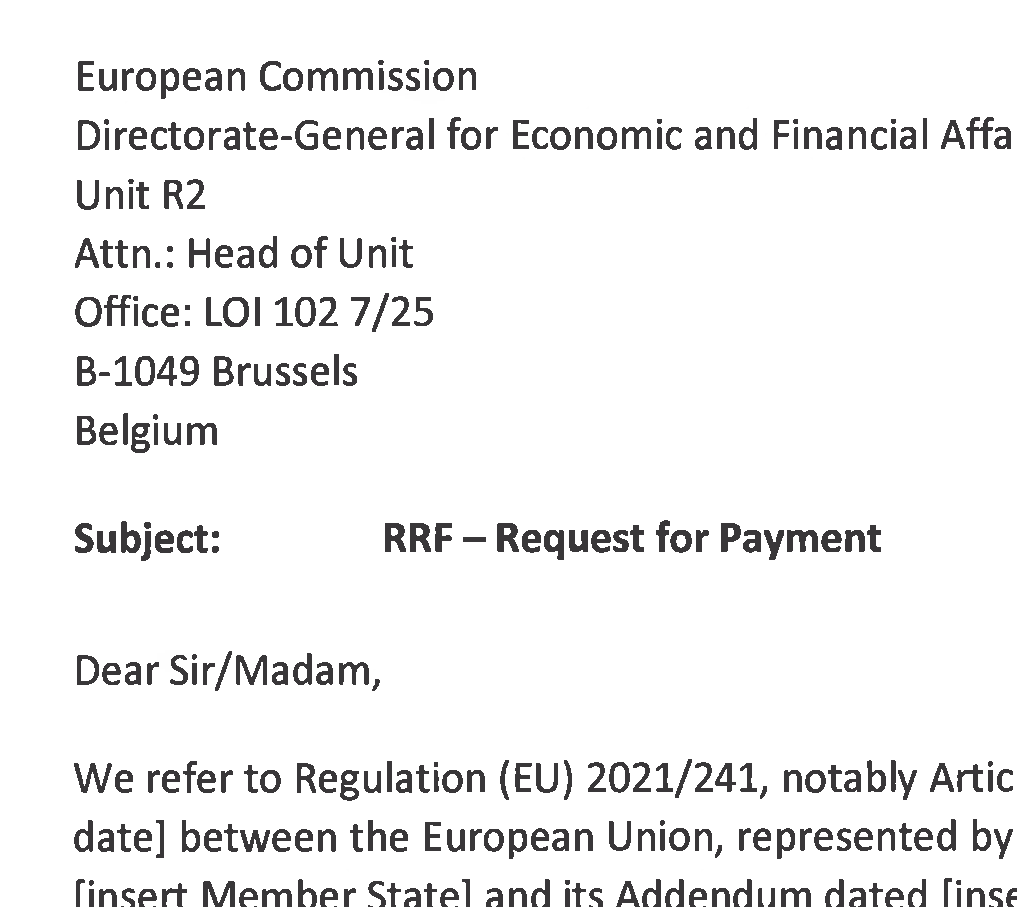 European Commission
Directorate-General for Economic and Financial Affa
Unit R2
Attn.: Head of Unit
Office: LOI 102 7/25
B-1049 Brussels
Belgium
Subject: RRF – Request for Payment
Dear Sir/Madam,
We refer to Regulation (EU) 2021/241, notably Artic
date] between the European Union, represented by
[insert Member State] and its Addendum dated [inse